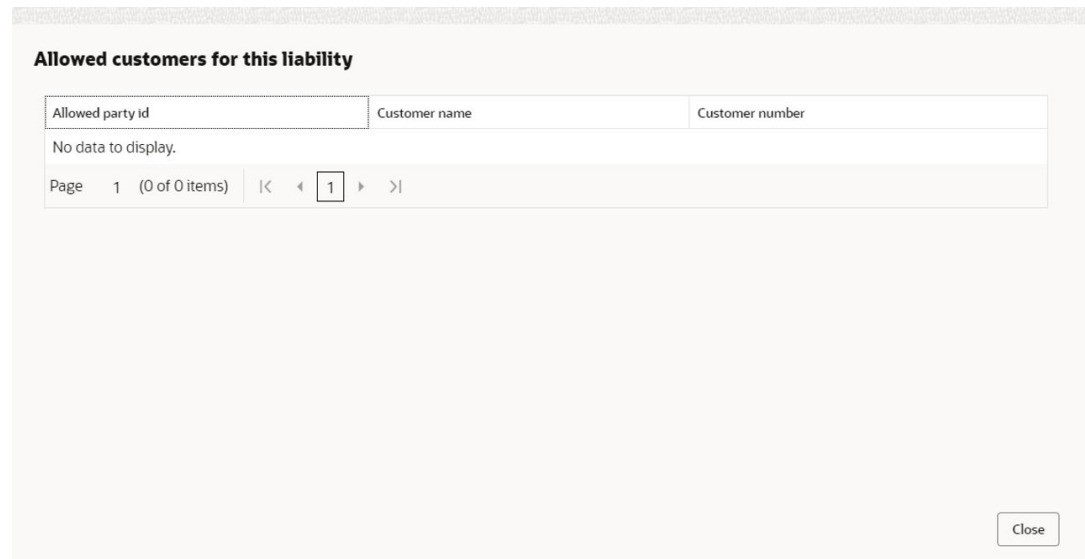 Allowed customers for this liability
Allowed party id Customer name Customer number
No data to display.
Page 1 (0 of 0 items) 1
Close